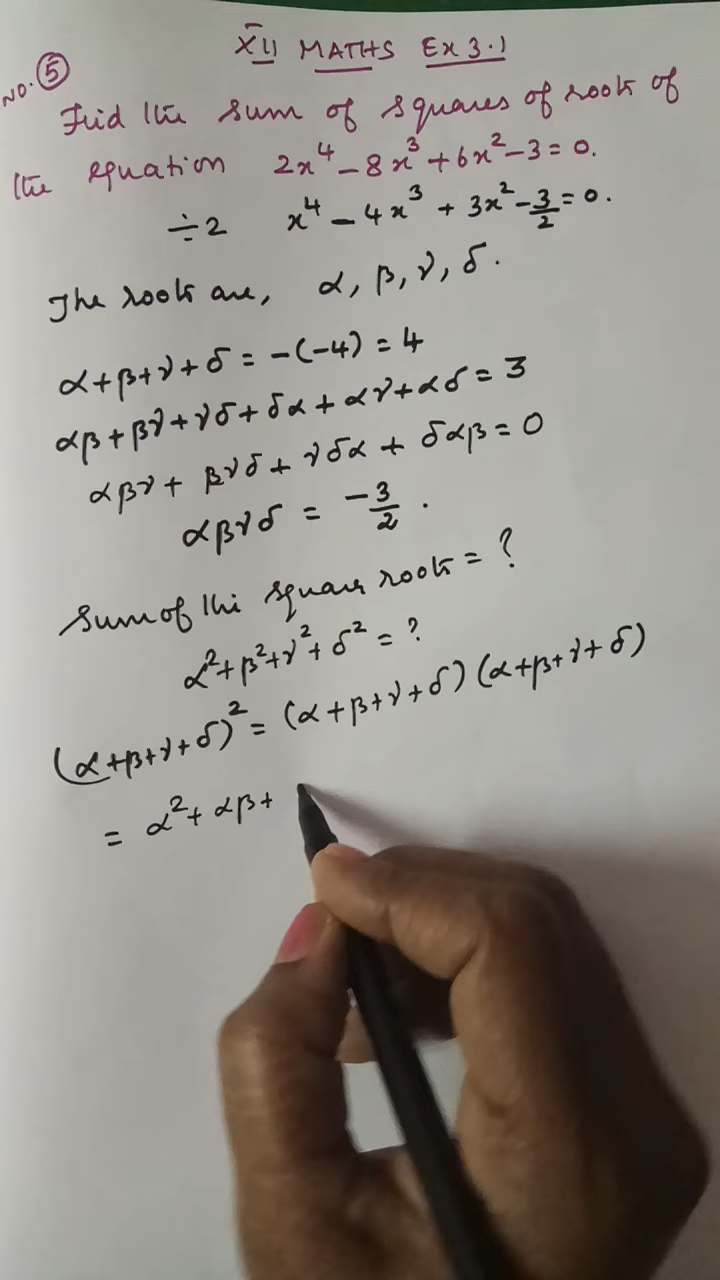 XII MATHS Ex 3.1
NO. 5
Find the sum of squares of roots of
the equation 2x⁴ - 8x³ + 6x² - 3 = 0.
÷2 x⁴ - 4x³ + 3x² - 3/2 = 0.
The roots are, α, β, γ, δ.
α+β+γ+δ = -(-4) = 4
αβ+βγ+γδ+δα+αγ+αδ = 3
αβγ + βγδ + γδα + δαβ = 0
αβγδ = -3/2.
Sum of the square roots = ?
α²+β²+γ²+δ² = ?
(α+β+γ+δ)² = (α+β+γ+δ)(α+β+γ+δ)
= α² + αβ +